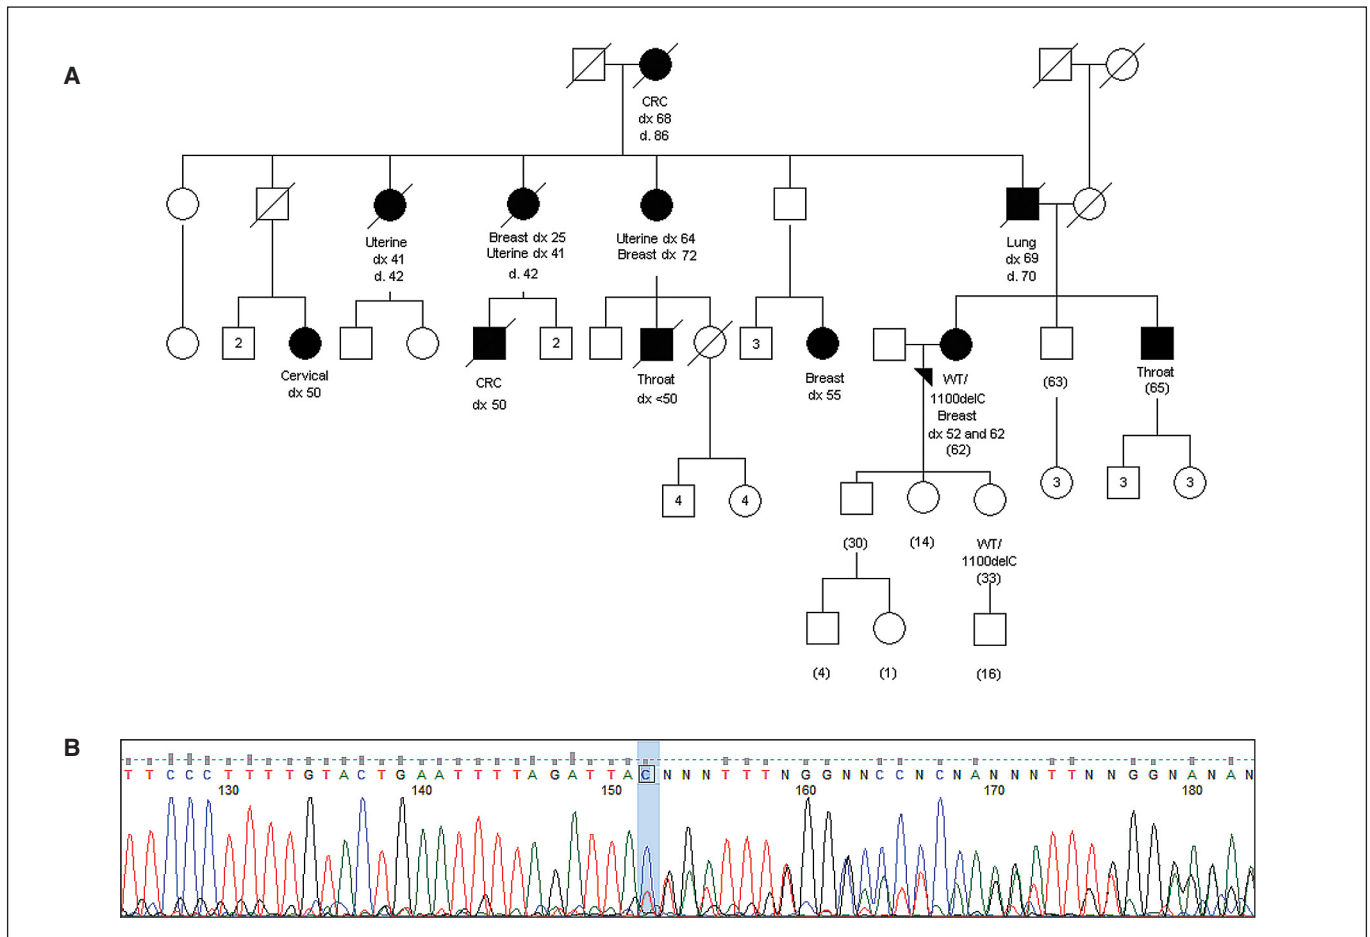 A
CRC
dx 68
d. 86
Uterine
dx 41
d. 42
Breast dx 25
Uterine dx 41
d. 42
Uterine dx 64
Breast dx 72
Lung
dx 69
d. 70
2
Cervical
dx 50
CRC
dx 50
2
Throat
dx <50
3
Breast
dx 55
WT/
1100delC
Breast
dx 52 and 62
(62)
(63)
Throat
(65)
4
4
3
3
3
(30)
(14)
WT/
1100delC
(33)
(4)
(1)
(16)
B
T T C C C T T T T G T A C T G A A T T T T A G A T T A C N N N T T T N G G N N C C N C N A N N N T T N N G G N A N A N
130 140 150 160 170 180